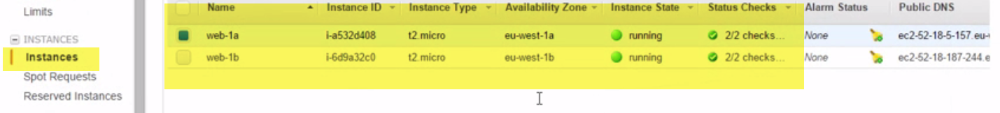 Limits
INSTANCES
Instances
Spot Requests
Reserved Instances
Name Instance ID Instance Type Availability Zone Instance State Status Checks Alarm Status Public DNS
web-1a i-a532d408 t2.micro eu-west-1a running 2/2 checks... None ec2-52-18-5-157.eu-
web-1b i-6d9a32c0 t2.micro eu-west-1b running 2/2 checks... None ec2-52-18-187-244.e